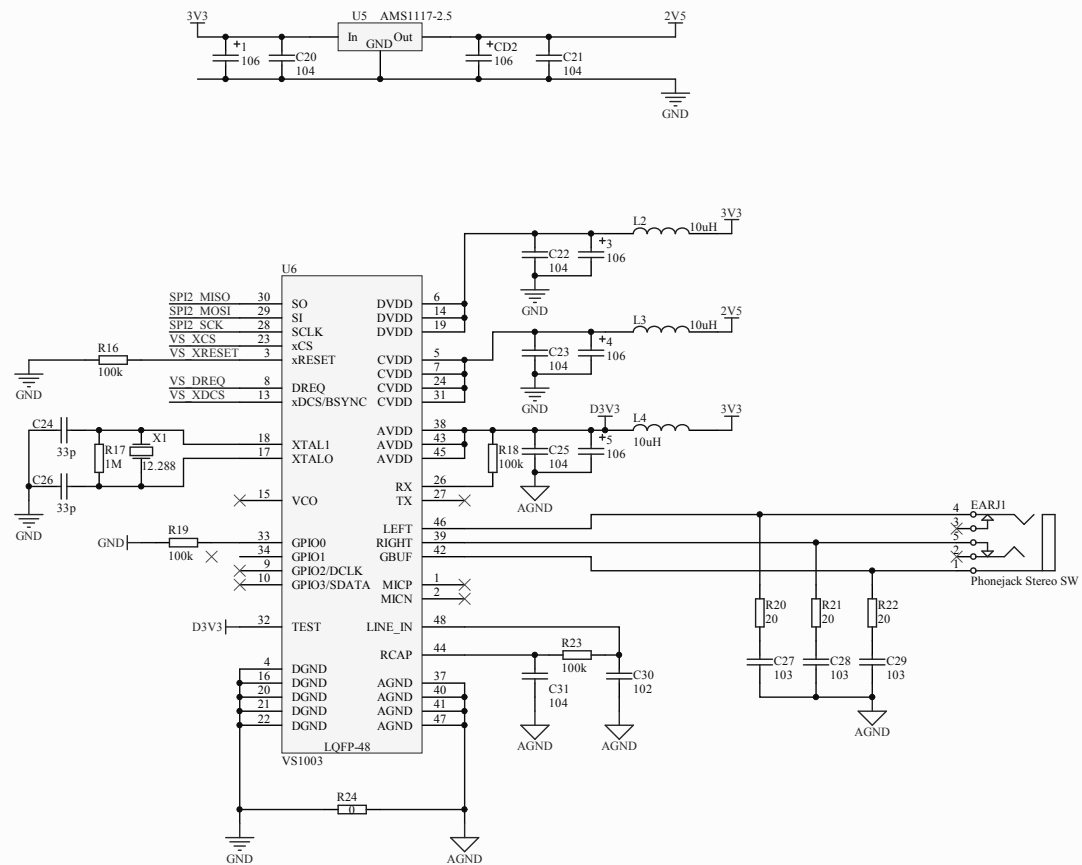 3V3
U5 AMS1117-2.5
2V5
In GND Out
+1
106
C20
104
+CD2
106
C21
104
GND
L2
10uH
3V3
C22
104
+3
106
GND
L3
10uH
2V5
C23
104
+4
106
GND
D3V3
L4
10uH
3V3
R18
100k
C25
104
+5
106
AGND
U6
SPI2_MISO 30 SO
SPI2_MOSI 29 SI
SPI2_SCK 28 SCLK
VS_XCS 23 xCS
VS_XRESET 3 xRESET
R16
100k
GND
VS_DREQ 8 DREQ
VS_XDCS 13 xDCS/BSYNC
C24
33p
R17
1M
X1
12.288
C26
33p
GND
18 XTAL1
17 XTALO
15 VCO
GND
R19
100k
33 GPIO0
34 GPIO1
9 GPIO2/DCLK
10 GPIO3/SDATA
D3V3 32 TEST
4 DGND
16 DGND
20 DGND
21 DGND
22 DGND
DVDD 6
DVDD 14
DVDD 19
CVDD 5
CVDD 7
CVDD 24
CVDD 31
AVDD 38
AVDD 43
AVDD 45
RX 26
TX 27
LEFT 46
RIGHT 39
GBUF 42
MICP 1
MICN 2
LINE_IN 48
RCAP 44
AGND 37
AGND 40
AGND 41
AGND 47
LQFP-48
VS1003
R23
100k
C31
104
C30
102
AGND
AGND
4
3
5
2
1
EARJ1
Phonejack Stereo SW
R20
20
R21
20
R22
20
C27
103
C28
103
C29
103
AGND
R24
0
GND
AGND